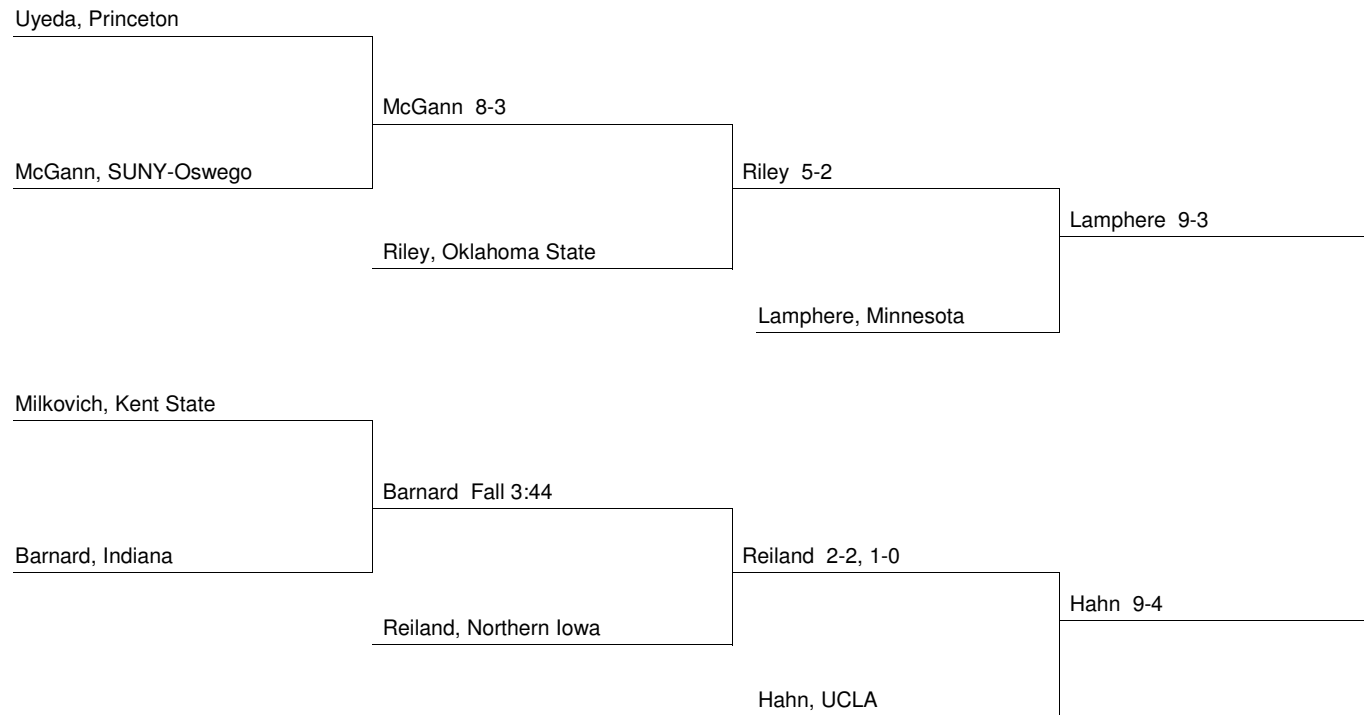 Uyeda, Princeton
McGann 8-3
McGann, SUNY-Oswego
Riley 5-2
Lamphere 9-3
Riley, Oklahoma State
Lamphere, Minnesota
Milkovich, Kent State
Barnard Fall 3:44
Barnard, Indiana
Reiland 2-2, 1-0
Hahn 9-4
Reiland, Northern Iowa
Hahn, UCLA